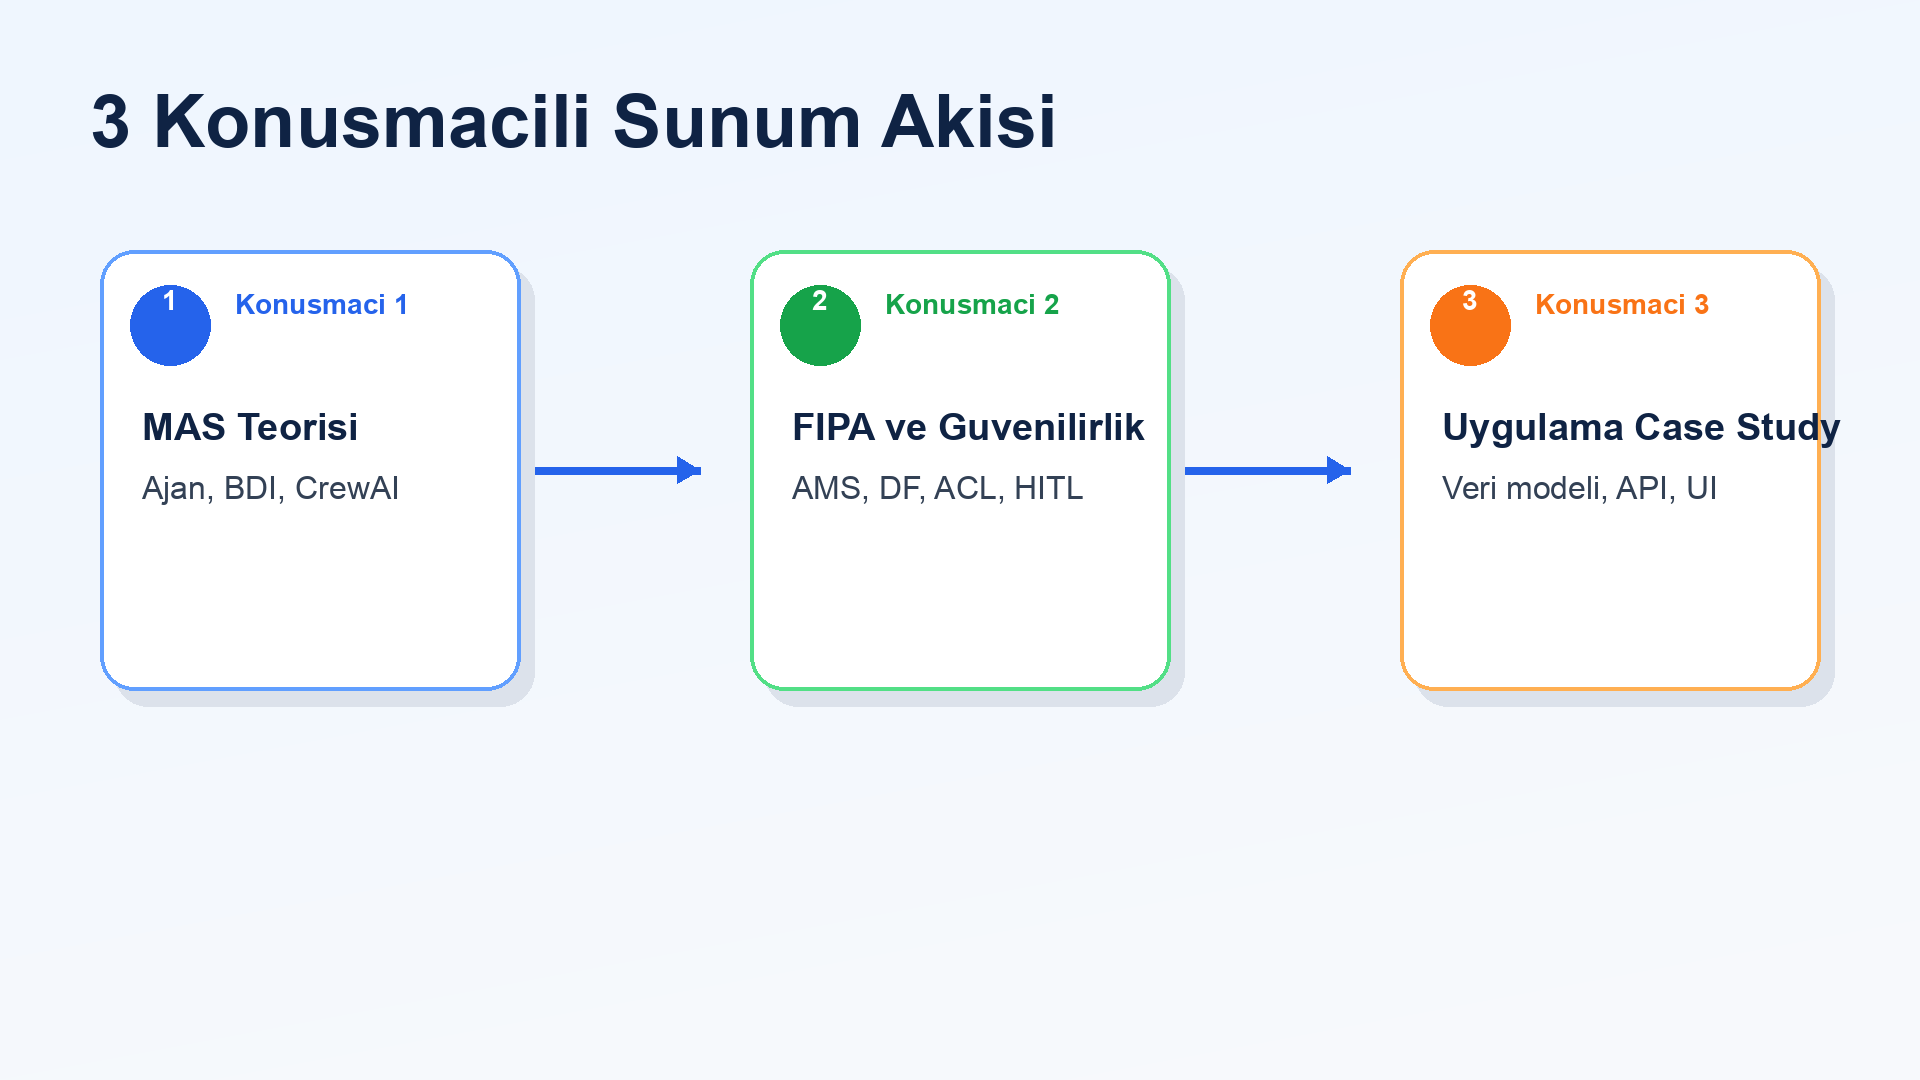 3 Konusmacili Sunum Akisi
1
Konusmaci 1
MAS Teorisi
Ajan, BDI, CrewAI
2
Konusmaci 2
FIPA ve Guvenilirlik
AMS, DF, ACL, HITL
3
Konusmaci 3
Uygulama Case Study
Veri modeli, API, UI